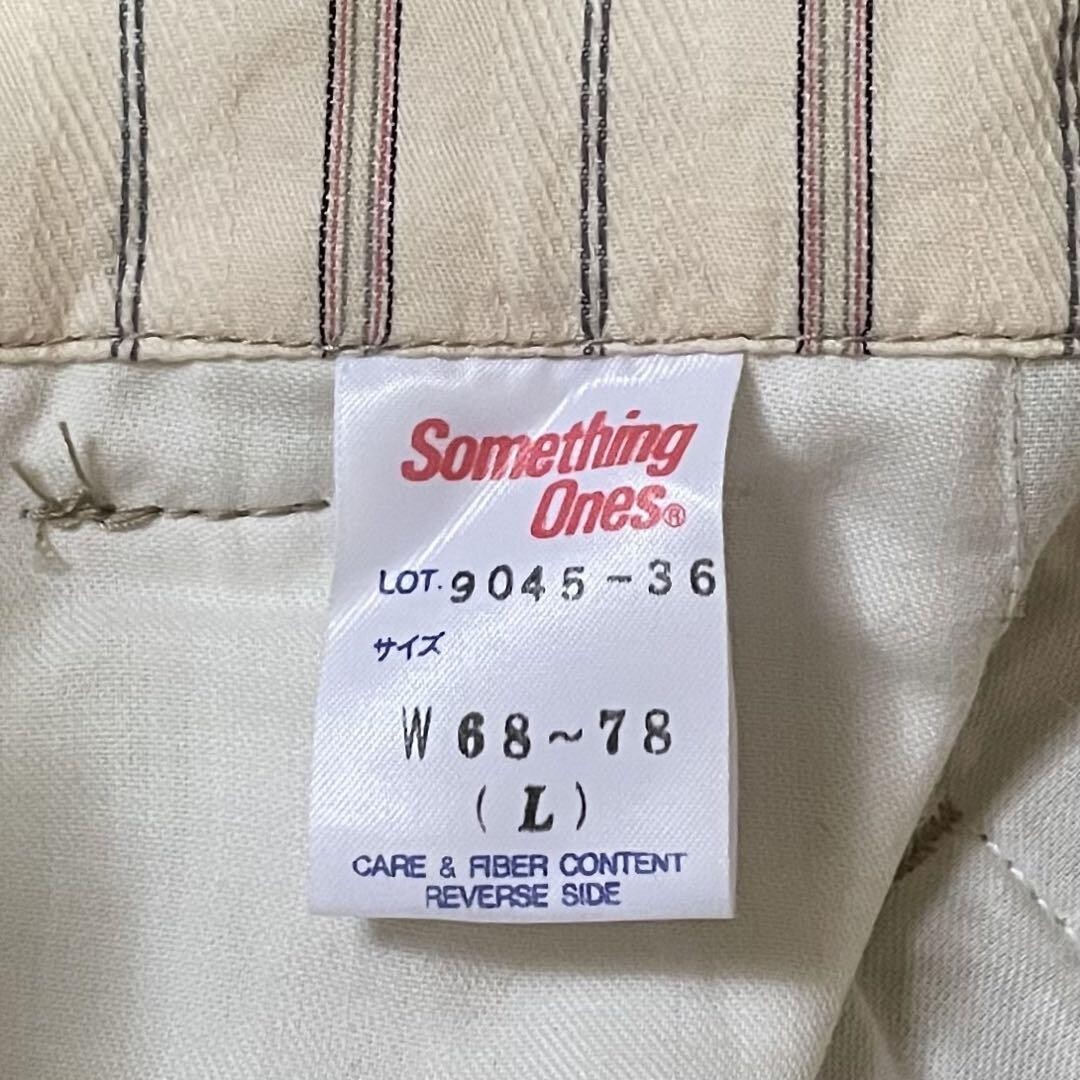 Something
Ones®
LOT. 9045-36
サイズ
W 68~78
(L)
CARE & FIBER CONTENT
REVERSE SIDE